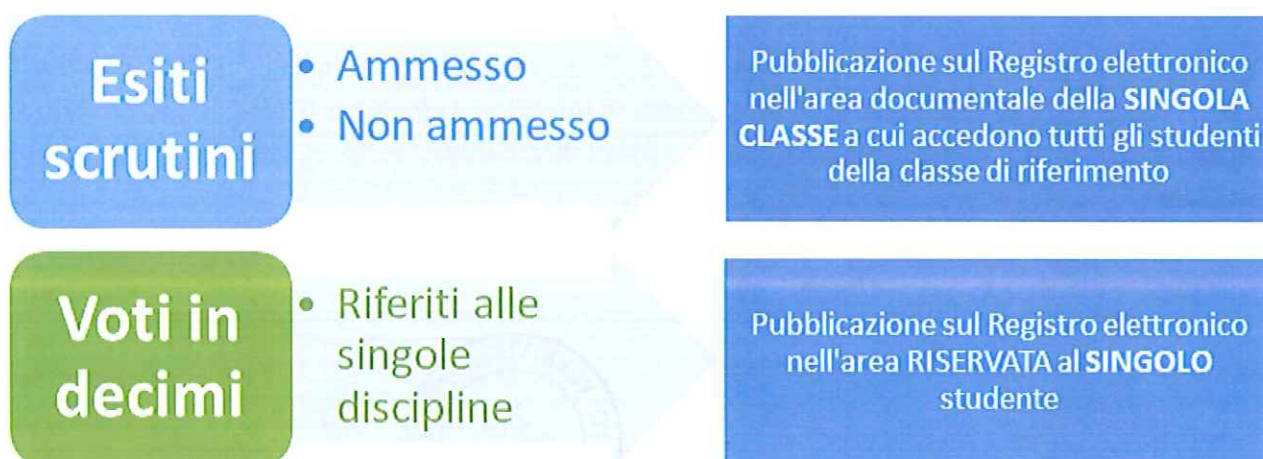 Esiti
scrutini
• Ammesso
• Non ammesso
Pubblicazione sul Registro elettronico
nell'area documentale della SINGOLA
CLASSE a cui accedono tutti gli studenti
della classe di riferimento
Voti in
decimi
• Riferiti alle
singole
discipline
Pubblicazione sul Registro elettronico
nell'area RISERVATA al SINGOLO
studente